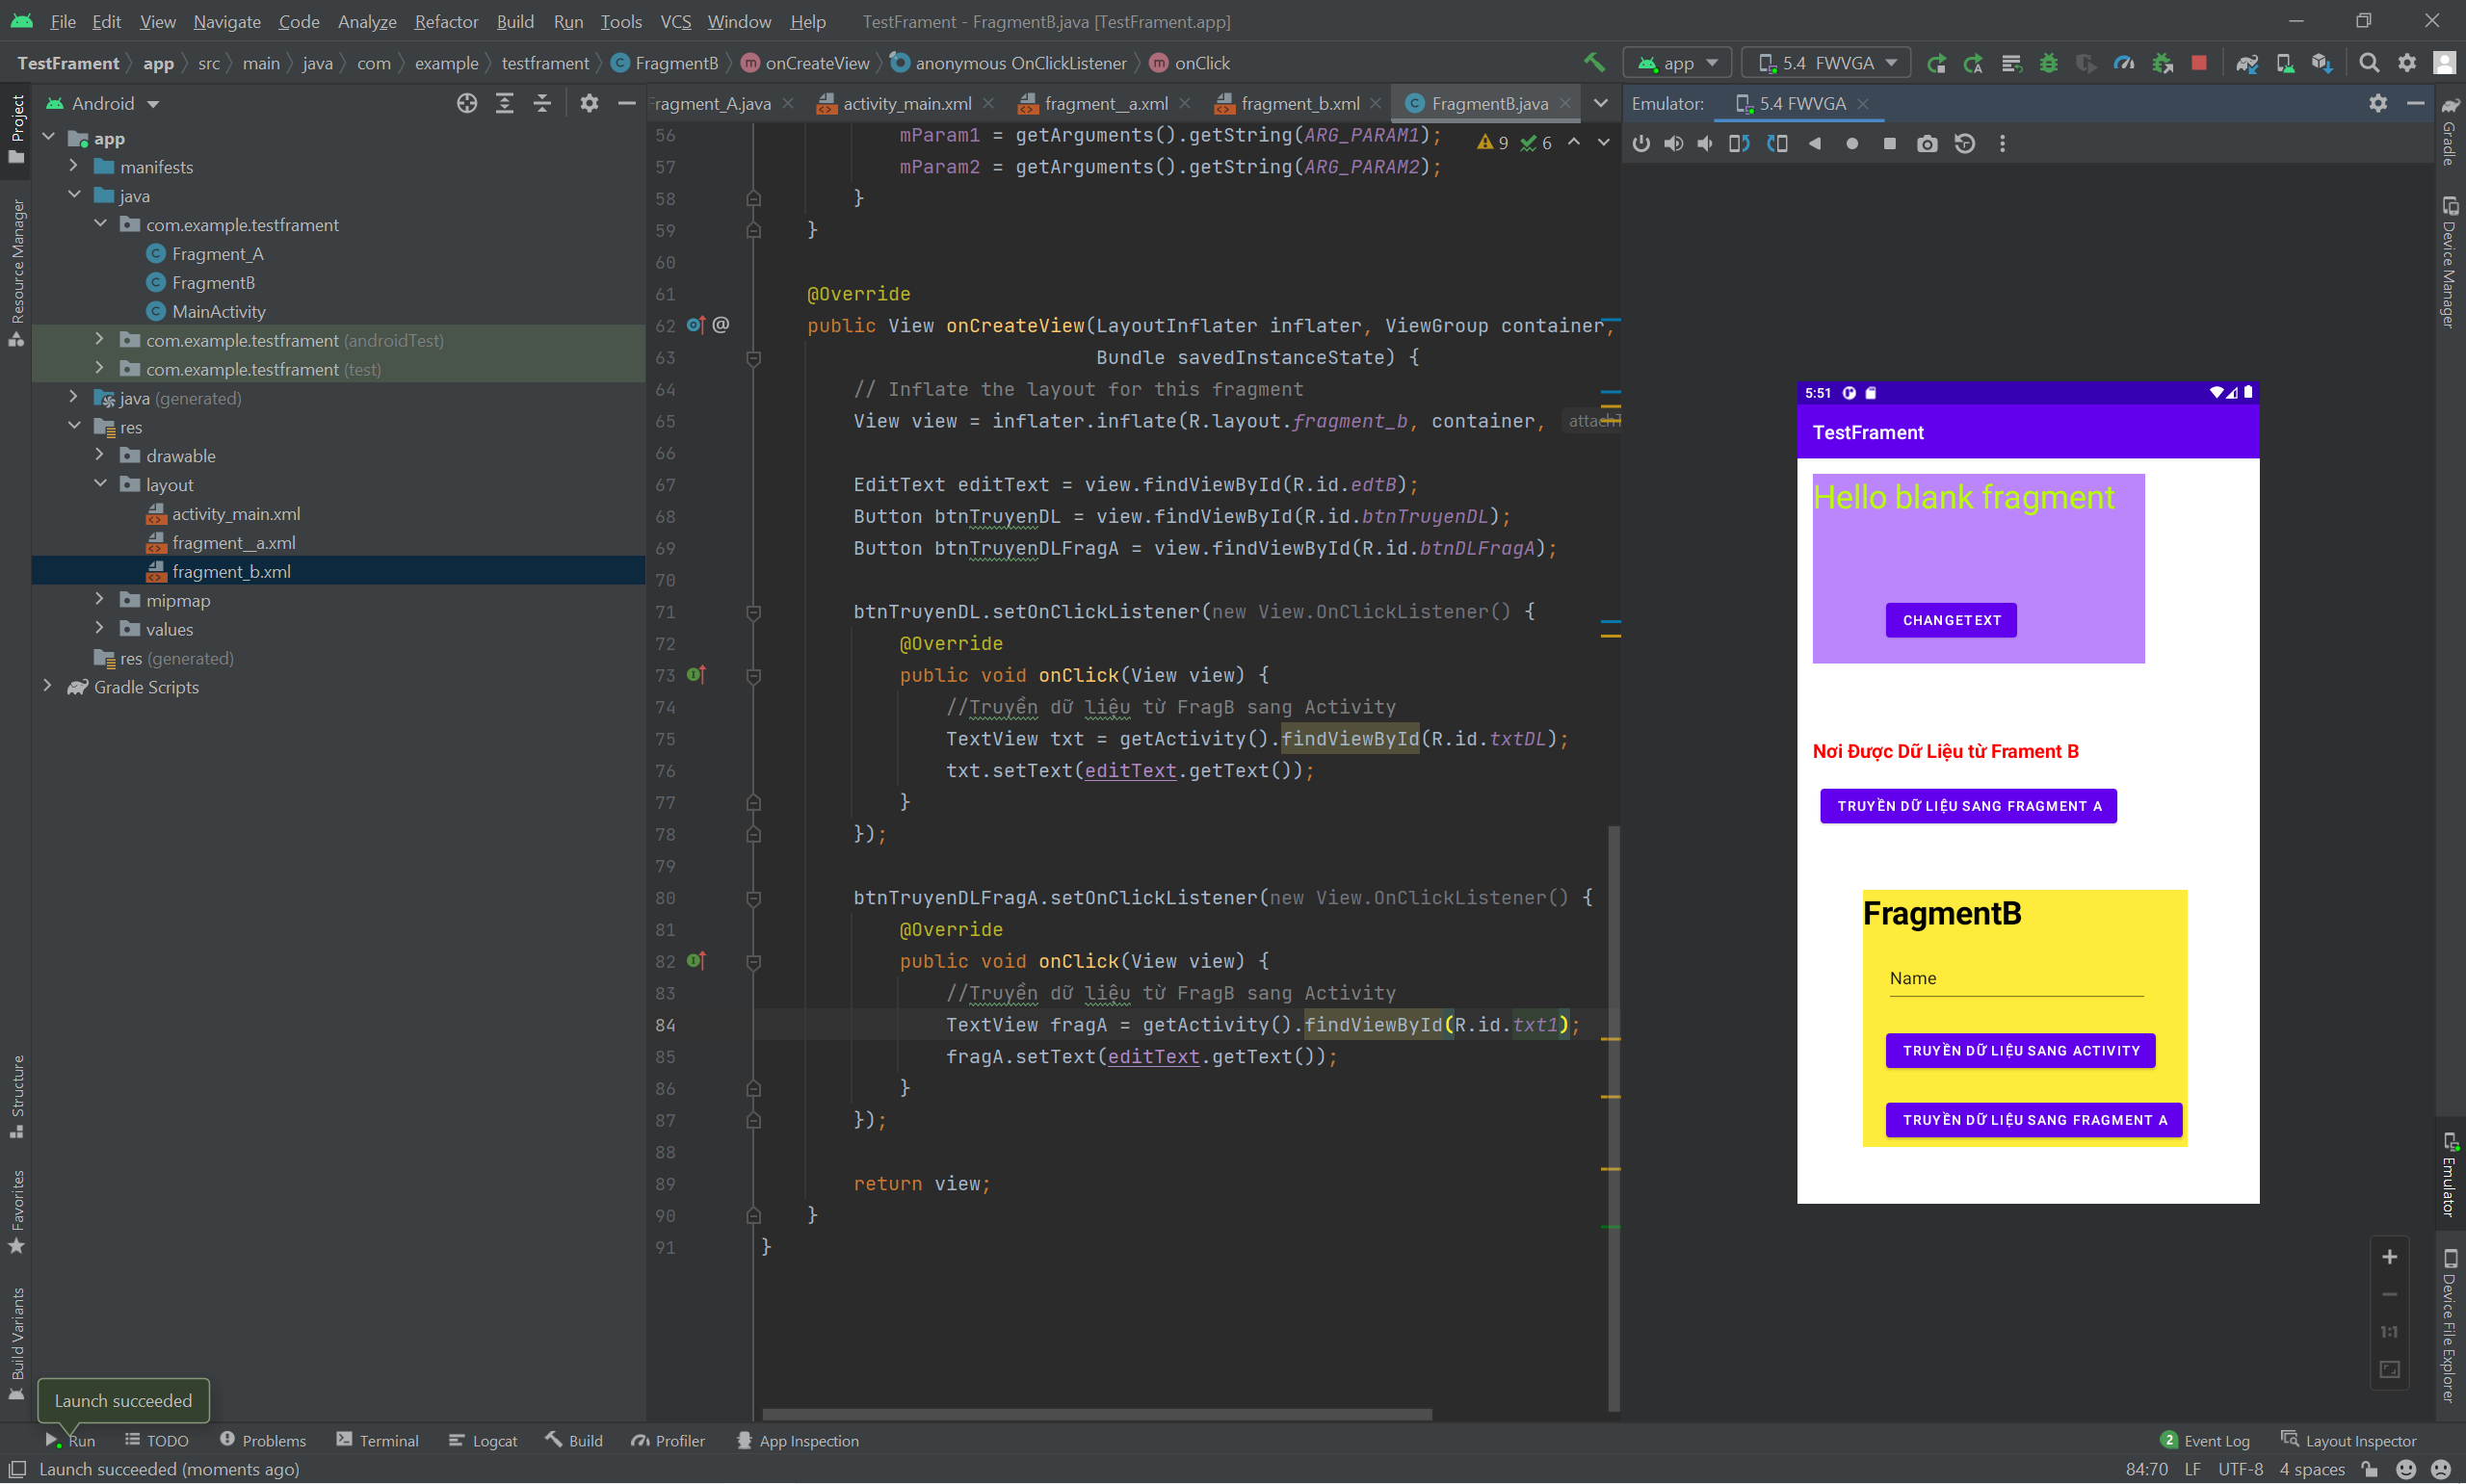 File Edit View Navigate Code Analyze Refactor Build Run Tools VCS Window Help TestFrament - FragmentB.java [TestFrament.app]
TestFrament app src main java com example testframent FragmentB onCreateView anonymous OnClickListener onClick app 5.4 FWVGA
Project
Resource Manager
Structure
Favorites
Build Variants
Android
app
manifests
java
com.example.testframent
Fragment_A
FragmentB
MainActivity
com.example.testframent (androidTest)
com.example.testframent (test)
java (generated)
res
drawable
layout
activity_main.xml
fragment__a.xml
fragment_b.xml
mipmap
values
res (generated)
Gradle Scripts
ragment_A.java activity_main.xml fragment__a.xml fragment_b.xml FragmentB.java
9 6
56 mParam1 = getArguments().getString(ARG_PARAM1);
57 mParam2 = getArguments().getString(ARG_PARAM2);
58 }
59 }
60
61 @Override
62 @ public View onCreateView(LayoutInflater inflater, ViewGroup container,
63 Bundle savedInstanceState) {
64 // Inflate the layout for this fragment
65 View view = inflater.inflate(R.layout.fragment_b, container,
66
67 EditText editText = view.findViewById(R.id.edtB);
68 Button btnTruyenDL = view.findViewById(R.id.btnTruyenDL);
69 Button btnTruyenDLFragA = view.findViewById(R.id.btnDLFragA);
70
71 btnTruyenDL.setOnClickListener(new View.OnClickListener() {
72 @Override
73 public void onClick(View view) {
74 //Truyền dữ liệu từ FragB sang Activity
75 TextView txt = getActivity().findViewById(R.id.txtDL);
76 txt.setText(editText.getText());
77 }
78 });
79
80 btnTruyenDLFragA.setOnClickListener(new View.OnClickListener() {
81 @Override
82 public void onClick(View view) {
83 //Truyền dữ liệu từ FragB sang Activity
84 TextView fragA = getActivity().findViewById(R.id.txt1);
85 fragA.setText(editText.getText());
86 }
87 });
88
89 return view;
90 }
91 }
Emulator: 5.4 FWVGA
5:51
TestFrament
Hello blank fragment
CHANGETEXT
Nơi Được Dữ Liệu từ Frament B
TRUYỀN DỮ LIỆU SANG FRAGMENT A
FragmentB
Name
TRUYỀN DỮ LIỆU SANG ACTIVITY
TRUYỀN DỮ LIỆU SANG FRAGMENT A
1:1
Gradle
Device Manager
Emulator
Device File Explorer
Launch succeeded
Run TODO Problems Terminal Logcat Build Profiler App Inspection 2 Event Log Layout Inspector
Launch succeeded (moments ago) 84:70 LF UTF-8 4 spaces